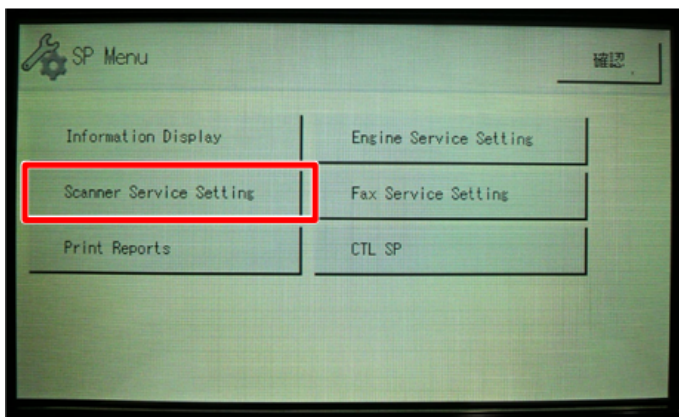 SP Menu
確認
Information Display
Engine Service Setting
Scanner Service Setting
Fax Service Setting
Print Reports
CTL SP